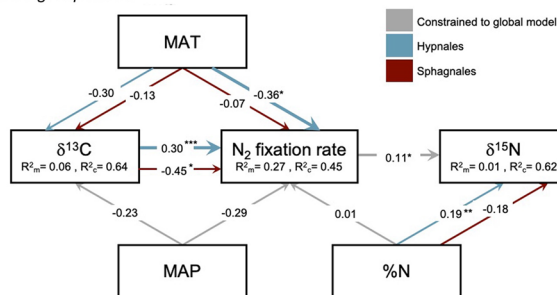 Constrained to global model
Hypnales
Sphagnales
MAT
-0.30
-0.13
-0.07
-0.36*
δ¹³C
R²m= 0.06 , R²c= 0.64
0.30 ***
-0.45 *
N₂ fixation rate
R²m= 0.27 , R²c= 0.45
0.11*
δ¹⁵N
R²m= 0.01 , R²c= 0.62
-0.23
-0.29
0.01
0.19 **
-0.18
MAP
%N